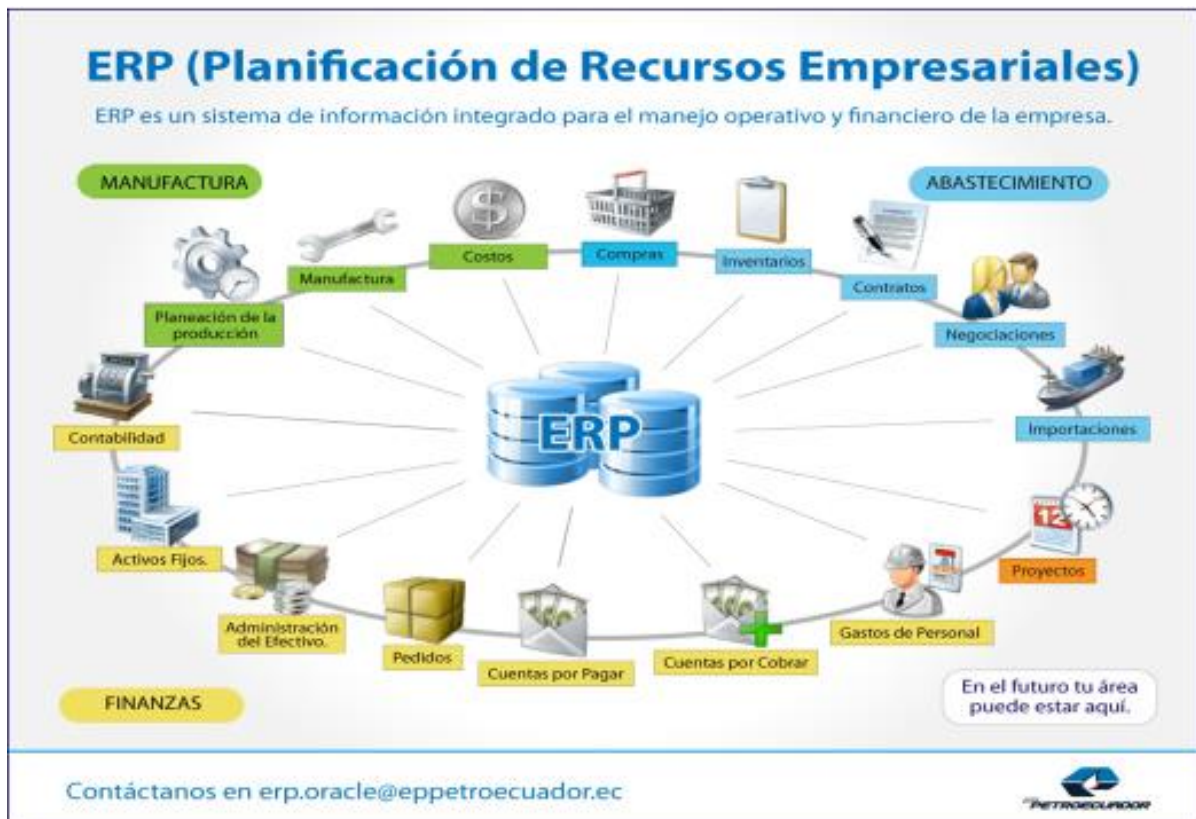 ERP (Planificación de Recursos Empresariales)
ERP es un sistema de información integrado para el manejo operativo y financiero de la empresa.
MANUFACTURA
ABASTECIMIENTO
Costos
Compras
Inventarios
Manufactura
Contratos
Planeación de la
producción
Negociaciones
Contabilidad
ERP
Importaciones
12
Activos Fijos.
Proyectos
Administración
del Efectivo.
Pedidos
Cuentas por Pagar
Cuentas por Cobrar
Gastos de Personal
FINANZAS
En el futuro tu área
puede estar aquí.
Contáctanos en erp.oracle@eppetroecuador.ec
PETROECUADOR